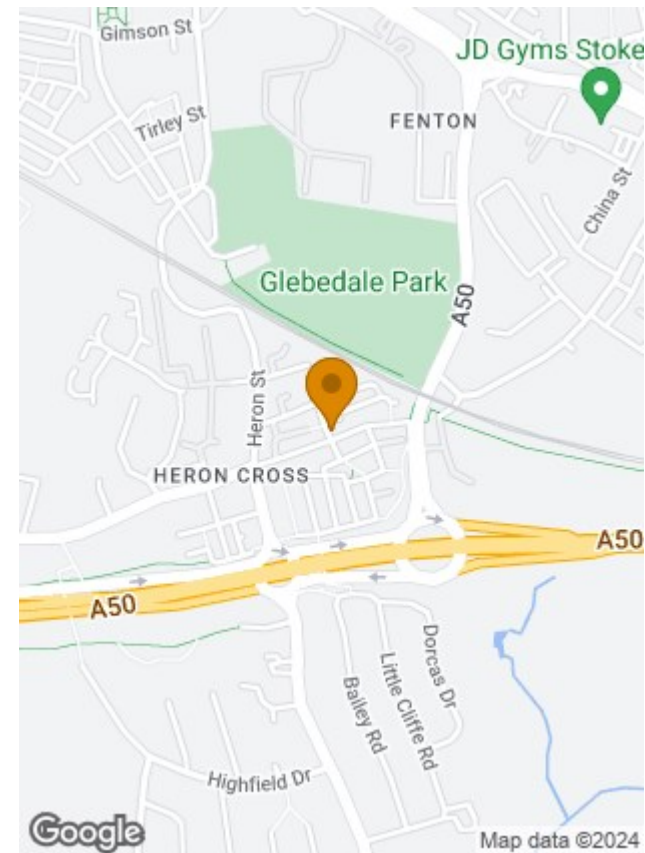 Gimson St
JD Gyms Stoke
Tirley St
FENTON
China St
Glebedale Park
A50
Heron St
HERON CROSS
A50
A50
Dorcas Dr
Little Cliffe Rd
Bailey Rd
Highfield Dr
Google
Map data ©2024